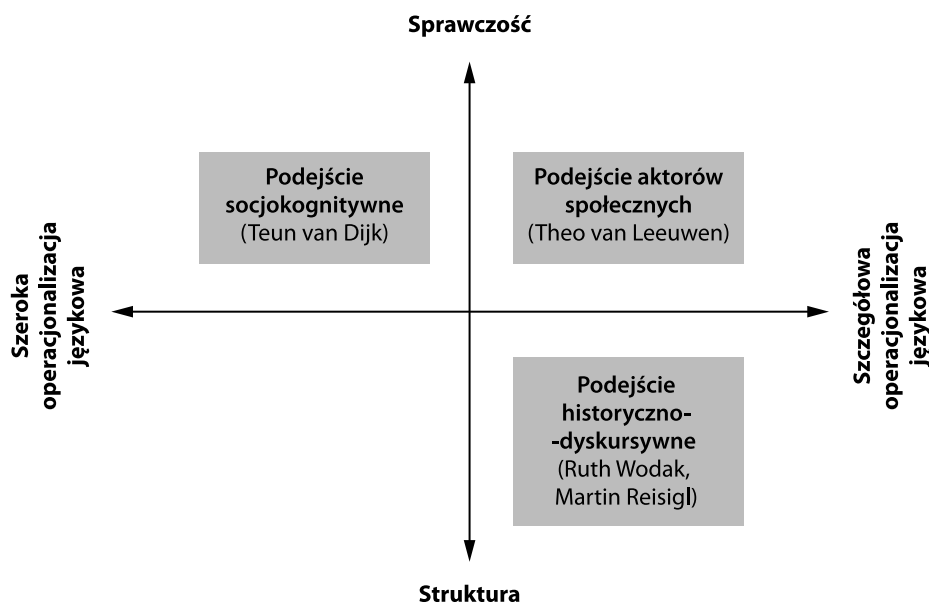 Sprawczość
Podejście
socjokognitywne
(Teun van Dijk)
Podejście aktorów
społecznych
(Theo van Leeuwen)
Szeroka
operacjonalizacja
językowa
Szczegółowa
operacjonalizacja
językowa
Podejście
historyczno-
-dyskursywne
(Ruth Wodak,
Martin Reisigl)
Struktura